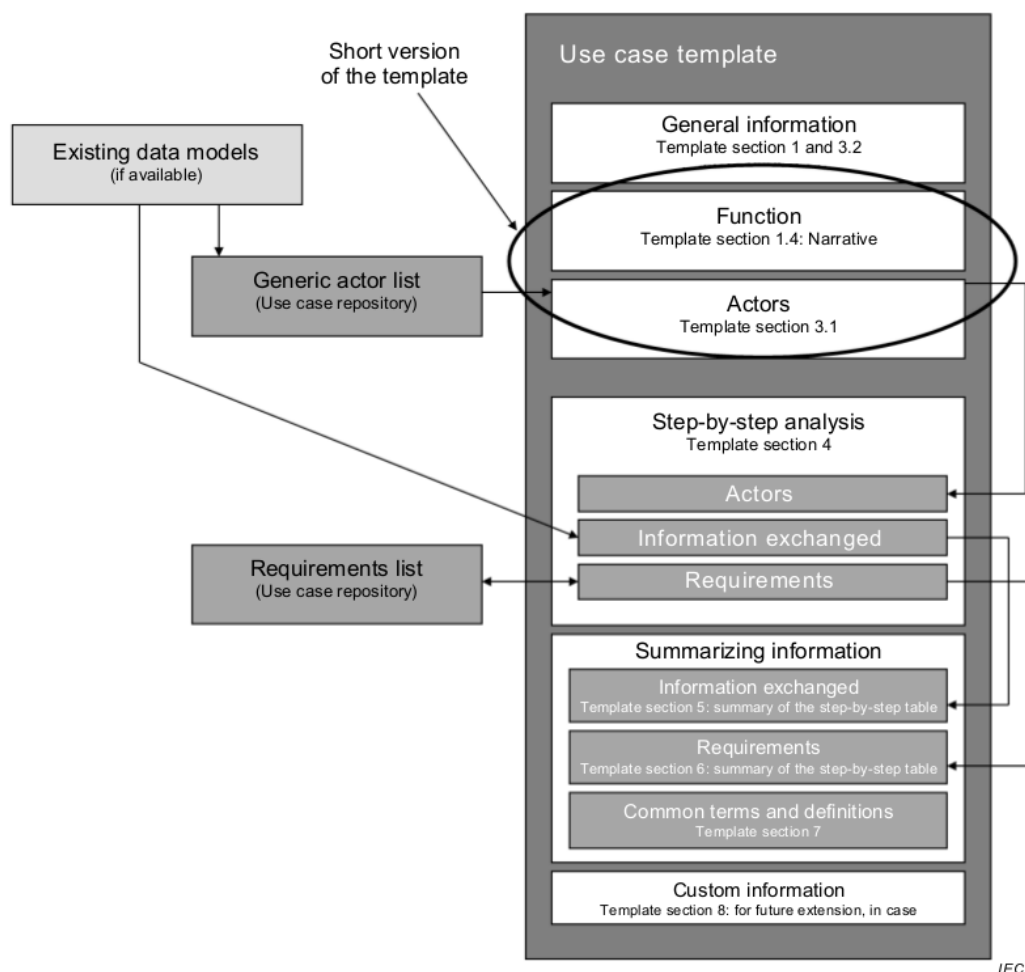 Short version
of the template
Use case template
General information
Template section 1 and 3.2
Existing data models
(if available)
Function
Template section 1.4: Narrative
Generic actor list
(Use case repository)
Actors
Template section 3.1
Step-by-step analysis
Template section 4
Actors
Information exchanged
Requirements list
(Use case repository)
Requirements
Summarizing information
Information exchanged
Template section 5: summary of the step-by-step table
Requirements
Template section 6: summary of the step-by-step table
Common terms and definitions
Template section 7
Custom information
Template section 8: for future extension, in case
IEC